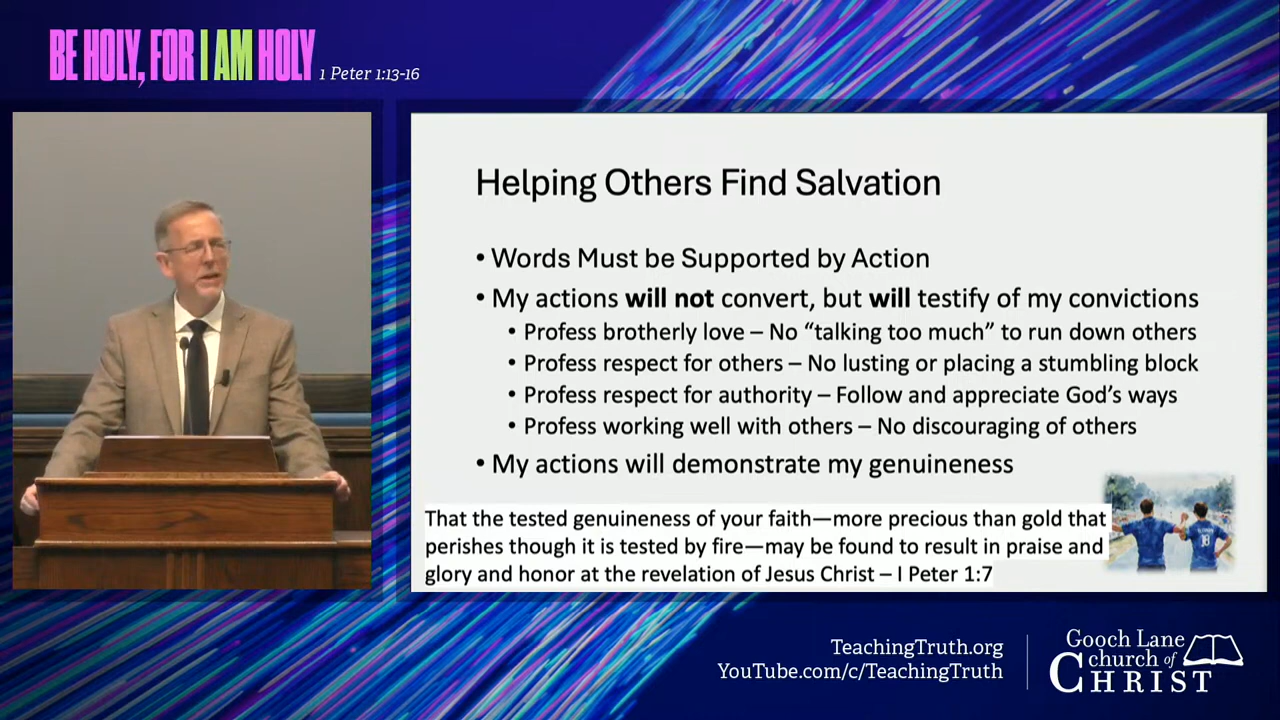 BE HOLY, FOR I AM HOLY 1 Peter 1:13-16
Helping Others Find Salvation
• Words Must be Supported by Action
• My actions will not convert, but will testify of my convictions
• Profess brotherly love – No “talking too much” to run down others
• Profess respect for others – No lusting or placing a stumbling block
• Profess respect for authority – Follow and appreciate God’s ways
• Profess working well with others – No discouraging of others
• My actions will demonstrate my genuineness
That the tested genuineness of your faith—more precious than gold that
perishes though it is tested by fire—may be found to result in praise and
glory and honor at the revelation of Jesus Christ – I Peter 1:7
18
TeachingTruth.org
YouTube.com/c/TeachingTruth
Gooch Lane
church of
CHRIST